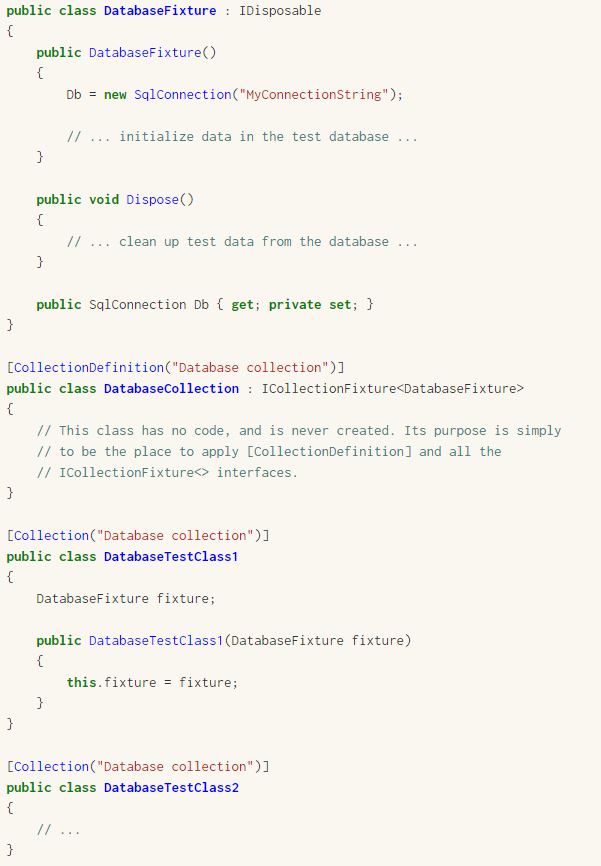 public class DatabaseFixture : IDisposable
{
    public DatabaseFixture()
    {
        Db = new SqlConnection("MyConnectionString");

        // ... initialize data in the test database ...
    }

    public void Dispose()
    {
        // ... clean up test data from the database ...
    }

    public SqlConnection Db { get; private set; }
}

[CollectionDefinition("Database collection")]
public class DatabaseCollection : ICollectionFixture<DatabaseFixture>
{
    // This class has no code, and is never created. Its purpose is simply
    // to be the place to apply [CollectionDefinition] and all the
    // ICollectionFixture<> interfaces.
}

[Collection("Database collection")]
public class DatabaseTestClass1
{
    DatabaseFixture fixture;

    public DatabaseTestClass1(DatabaseFixture fixture)
    {
        this.fixture = fixture;
    }
}

[Collection("Database collection")]
public class DatabaseTestClass2
{
    // ...
}